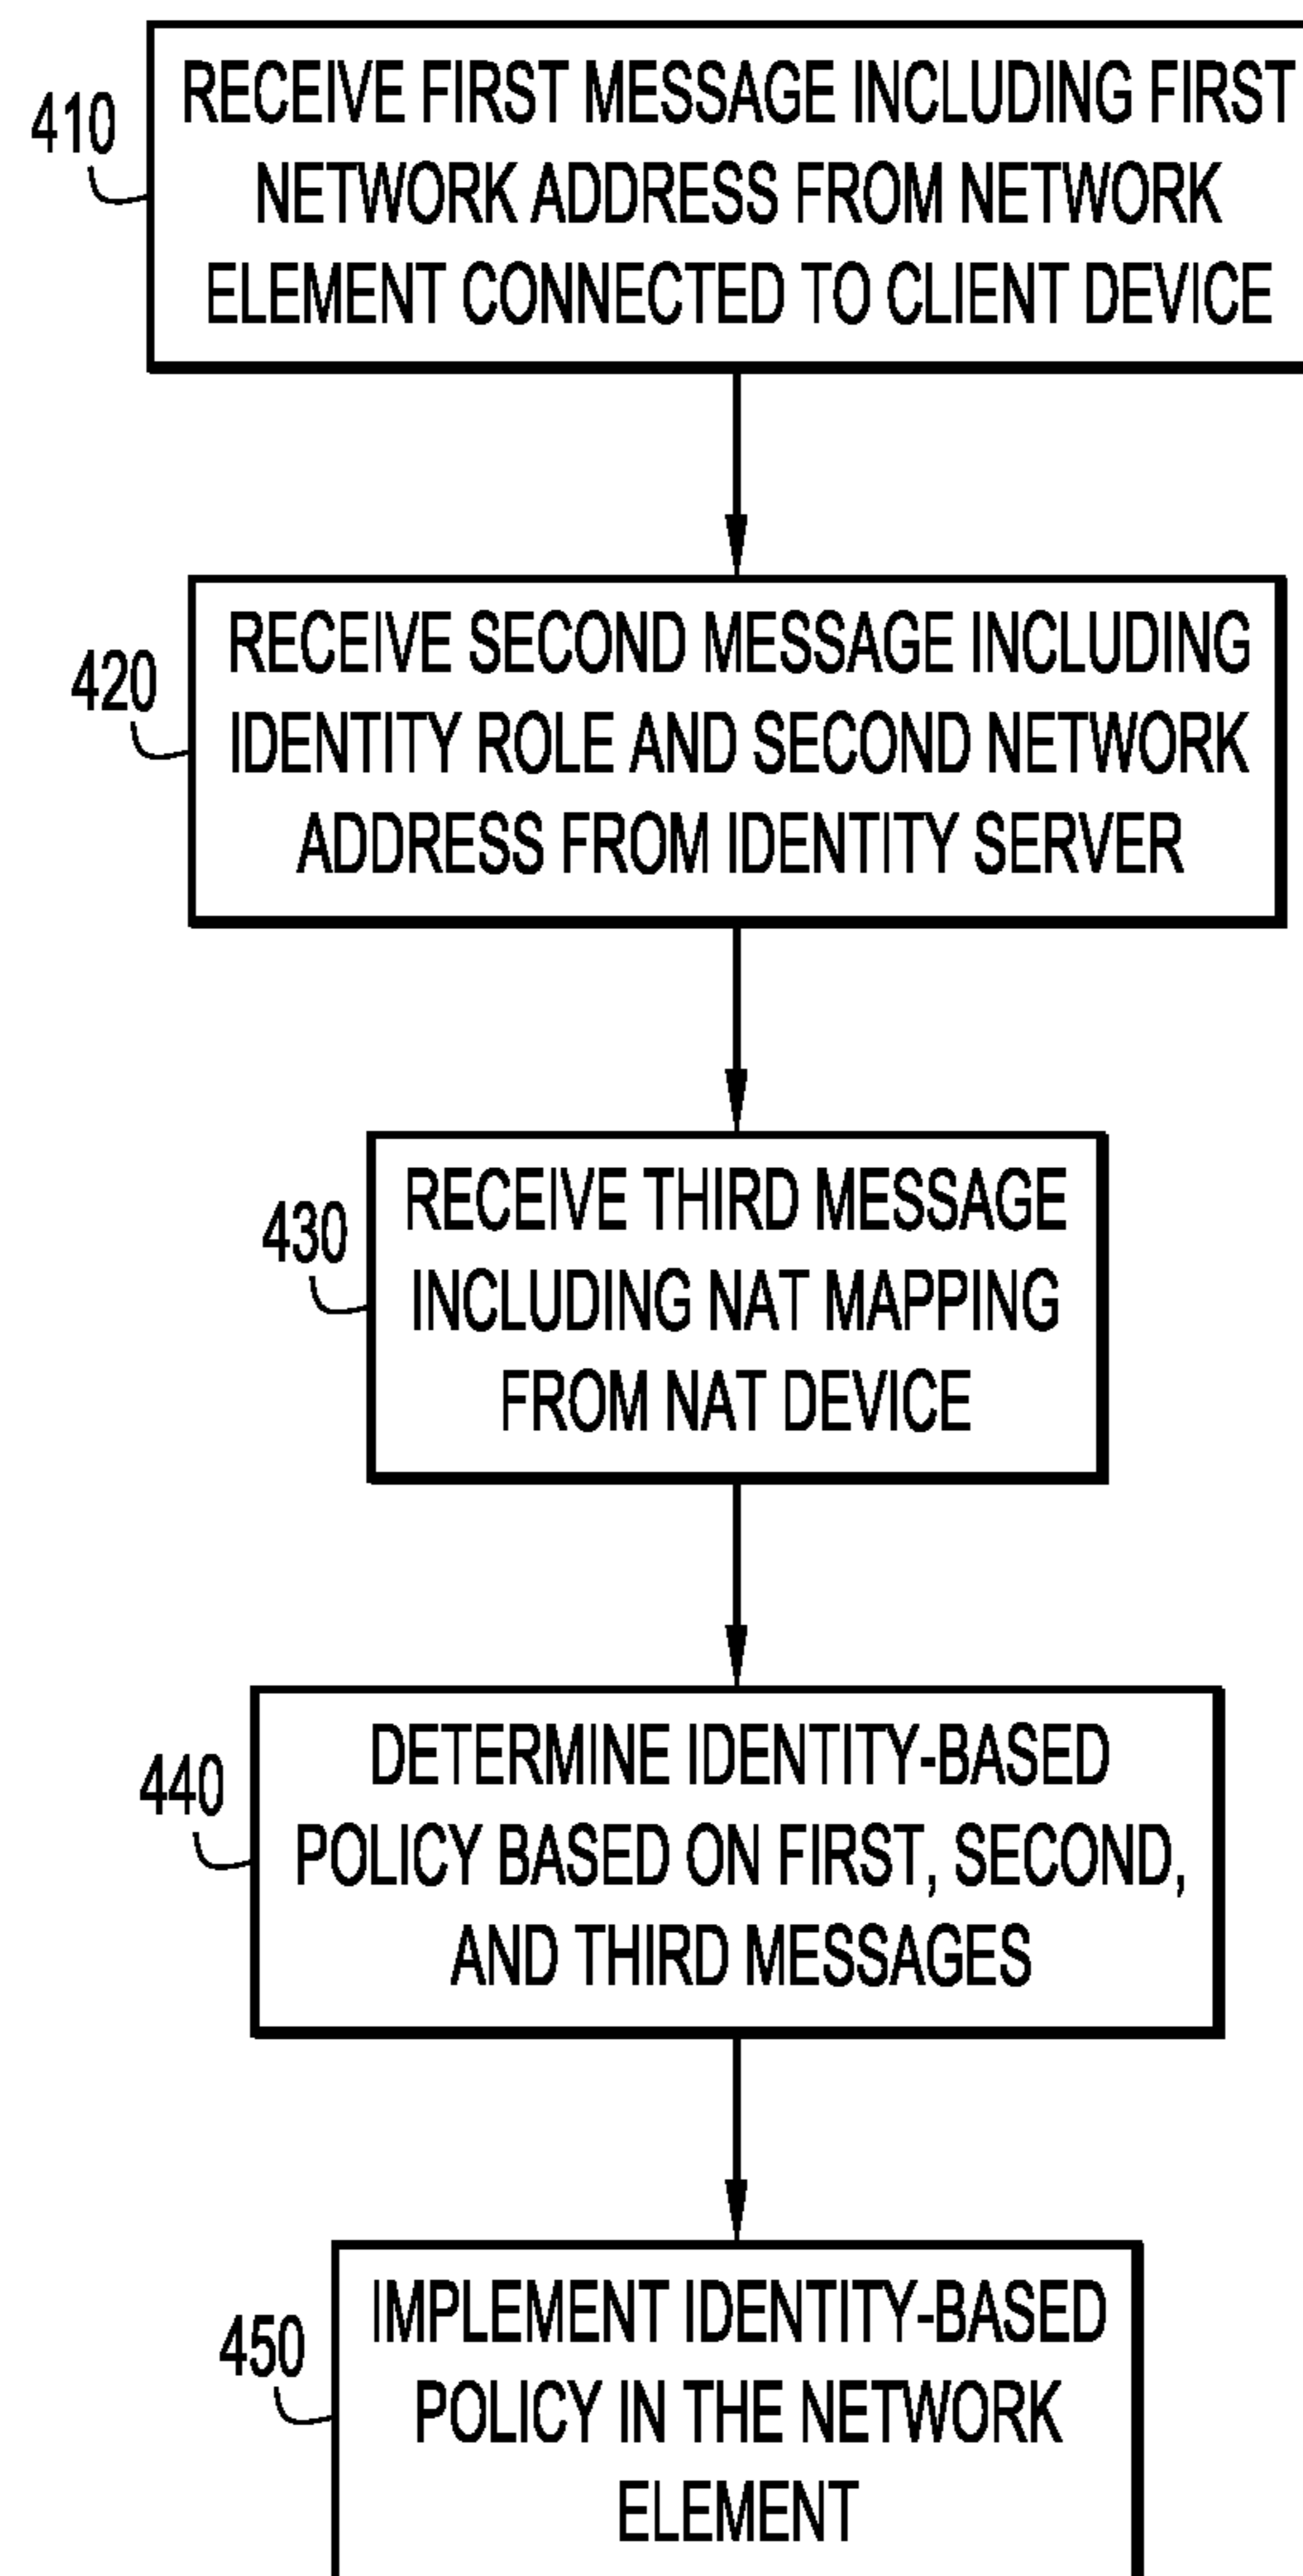 410
RECEIVE FIRST MESSAGE INCLUDING FIRST
NETWORK ADDRESS FROM NETWORK
ELEMENT CONNECTED TO CLIENT DEVICE
420
RECEIVE SECOND MESSAGE INCLUDING
IDENTITY ROLE AND SECOND NETWORK
ADDRESS FROM IDENTITY SERVER
430
RECEIVE THIRD MESSAGE
INCLUDING NAT MAPPING
FROM NAT DEVICE
440
DETERMINE IDENTITY-BASED
POLICY BASED ON FIRST, SECOND,
AND THIRD MESSAGES
450
IMPLEMENT IDENTITY-BASED
POLICY IN THE NETWORK
ELEMENT